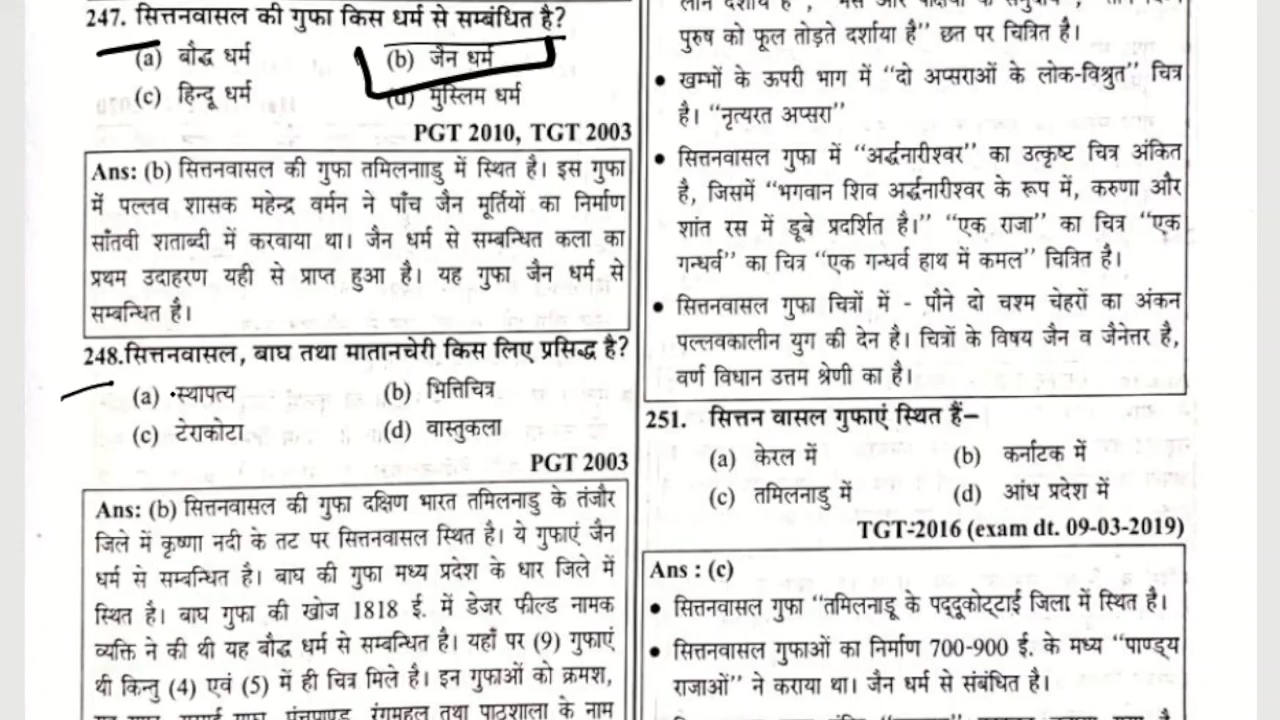 247. सित्तनवासल की गुफा किस धर्म से सम्बंधित है?
(a) बौद्ध धर्म (b) जैन धर्म
(c) हिन्दू धर्म (d) मुस्लिम धर्म
PGT 2010, TGT 2003
Ans: (b) सित्तनवासल की गुफा तमिलनााडु में स्थित है। इस गुफा
में पल्लव शासक महेन्द्र वर्मन ने पाँच जैन मूर्तियों का निर्माण
साँतवी शताब्दी में करवाया था। जैन धर्म से सम्बन्धित कला का
प्रथम उदाहरण यही से प्राप्त हुआ है। यह गुफा जैन धर्म से
सम्बन्धित है।
248.सित्तनवासल, बाघ तथा मातानचेरी किस लिए प्रसिद्ध है?
(a) स्थापत्य (b) भित्तिचित्र
(c) टेराकोटा (d) वास्तुकला
PGT 2003
Ans: (b) सित्तनवासल की गुफा दक्षिण भारत तमिलनाडु के तंजौर
जिले में कृष्णा नदी के तट पर सित्तनवासल स्थित है। ये गुफाएं जैन
धर्म से सम्बन्धित है। बाघ की गुफा मध्य प्रदेश के धार जिले में
स्थित है। बाघ गुफा की खोज 1818 ई. में डेजर फील्ड नामक
व्यक्ति ने की थी यह बौद्ध धर्म से सम्बन्धित है। यहाँ पर (9) गुफाएं
थी किन्तु (4) एवं (5) में ही चित्र मिले है। इन गुफाओं को क्रमश,
रंगमहल तथा पाठशाला के नाम
पुरुष को फूल तोड़ते दर्शाया है” छत पर चित्रित है।
• खम्भों के ऊपरी भाग में “दो अप्सराओं के लोक-विश्रुत” चित्र
है। “नृत्यरत अप्सरा”
• सित्तनवासल गुफा में “अर्द्धनारीश्वर” का उत्कृष्ट चित्र अंकित
है, जिसमें “भगवान शिव अर्द्धनारीश्वर के रूप में, करुणा और
शांत रस में डूबे प्रदर्शित है।” “एक राजा” का चित्र “एक
गन्धर्व” का चित्र “एक गन्धर्व हाथ में कमल” चित्रित है।
• सित्तनवासल गुफा चित्रों में - पौने दो चश्म चेहरों का अंकन
पल्लवकालीन युग की देन है। चित्रों के विषय जैन व जैनेत्तर है,
वर्ण विधान उत्तम श्रेणी का है।
251. सित्तन वासल गुफाएं स्थित हैं–
(a) केरल में (b) कर्नाटक में
(c) तमिलनाडु में (d) आंध प्रदेश में
TGT-2016 (exam dt. 09-03-2019)
Ans : (c)
• सित्तनवासल गुफा “तमिलनाडू के पद्दूकोट्टाई जिला में स्थित है।
• सित्तनवासल गुफाओं का निर्माण 700-900 ई. के मध्य “पाण्ड्य
राजाओं” ने कराया था। जैन धर्म से संबंधित है।